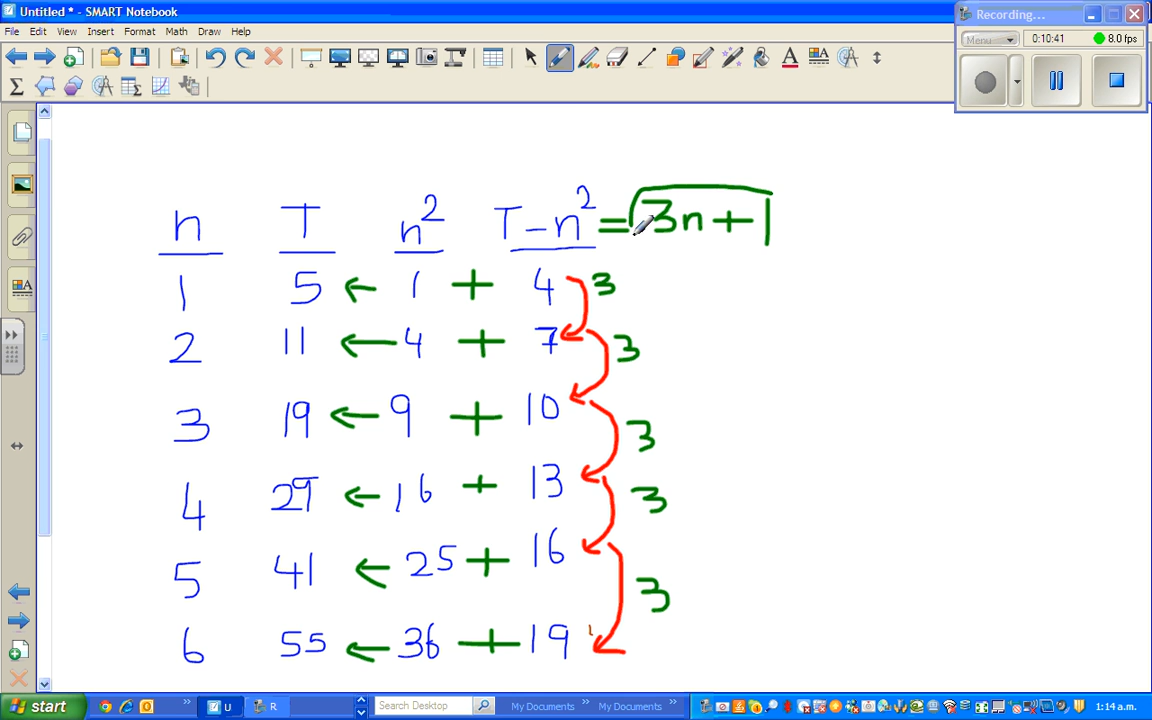 Untitled * - SMART Notebook
Recording...
File Edit View Insert Format Math Draw Help
Menu 0:10:41 8.0 fps
n T n² T-n² = 3n+1
1 5 ← 1 + 4 3
2 11 ← 4 + 7 3
3 19 ← 9 + 10 3
4 29 ← 16 + 13 3
5 41 ← 25 + 16 3
6 55 ← 36 + 19
start U R Search Desktop My Documents » My Documents » 1:14 a.m.